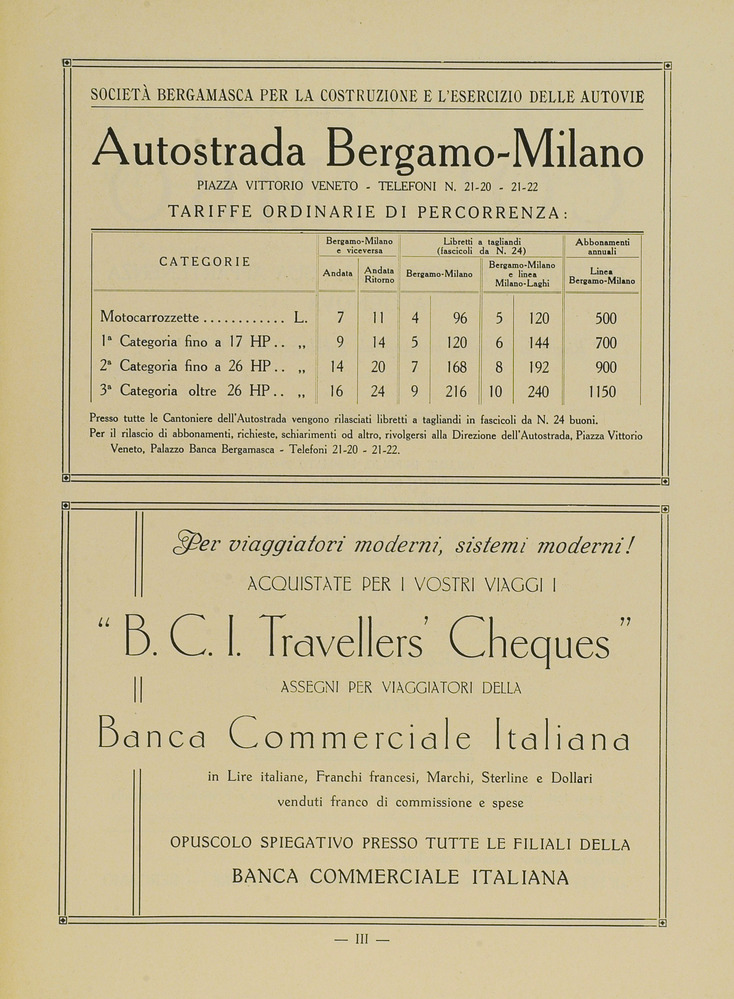 SOCIETÀ BERGAMASCA PER LA COSTRUZIONE E L'ESERCIZIO DELLE AUTOVIE
Autostrada Bergamo-Milano
PIAZZA VITTORIO VENETO - TELEFONI N. 21-20 - 21-22
TARIFFE ORDINARIE DI PERCORRENZA:
CATEGORIE
Bergamo-Milano
e viceversa
Andata
Andata
Ritorno
Libretti a tagliandi
(fascicoli da N. 24)
Bergamo-Milano
Bergamo-Milano
e linea
Milano-Laghi
Abbonamenti
annuali
Linea
Bergamo-Milano
Motocarrozzette ............ L. 7 11 4 96 5 120 500
1ª Categoria fino a 17 HP.. „ 9 14 5 120 6 144 700
2ª Categoria fino a 26 HP.. „ 14 20 7 168 8 192 900
3ª Categoria oltre 26 HP.. „ 16 24 9 216 10 240 1150
Presso tutte le Cantoniere dell'Autostrada vengono rilasciati libretti a tagliandi in fascicoli da N. 24 buoni.
Per il rilascio di abbonamenti, richieste, schiarimenti od altro, rivolgersi alla Direzione dell'Autostrada, Piazza Vittorio
Veneto, Palazzo Banca Bergamasca - Telefoni 21-20 - 21-22.
Per viaggiatori moderni, sistemi moderni!
ACQUISTATE PER I VOSTRI VIAGGI I
“B. C. I. Travellers' Cheques”
ASSEGNI PER VIAGGIATORI DELLA
Banca Commerciale Italiana
in Lire italiane, Franchi francesi, Marchi, Sterline e Dollari
venduti franco di commissione e spese
OPUSCOLO SPIEGATIVO PRESSO TUTTE LE FILIALI DELLA
BANCA COMMERCIALE ITALIANA
— III —